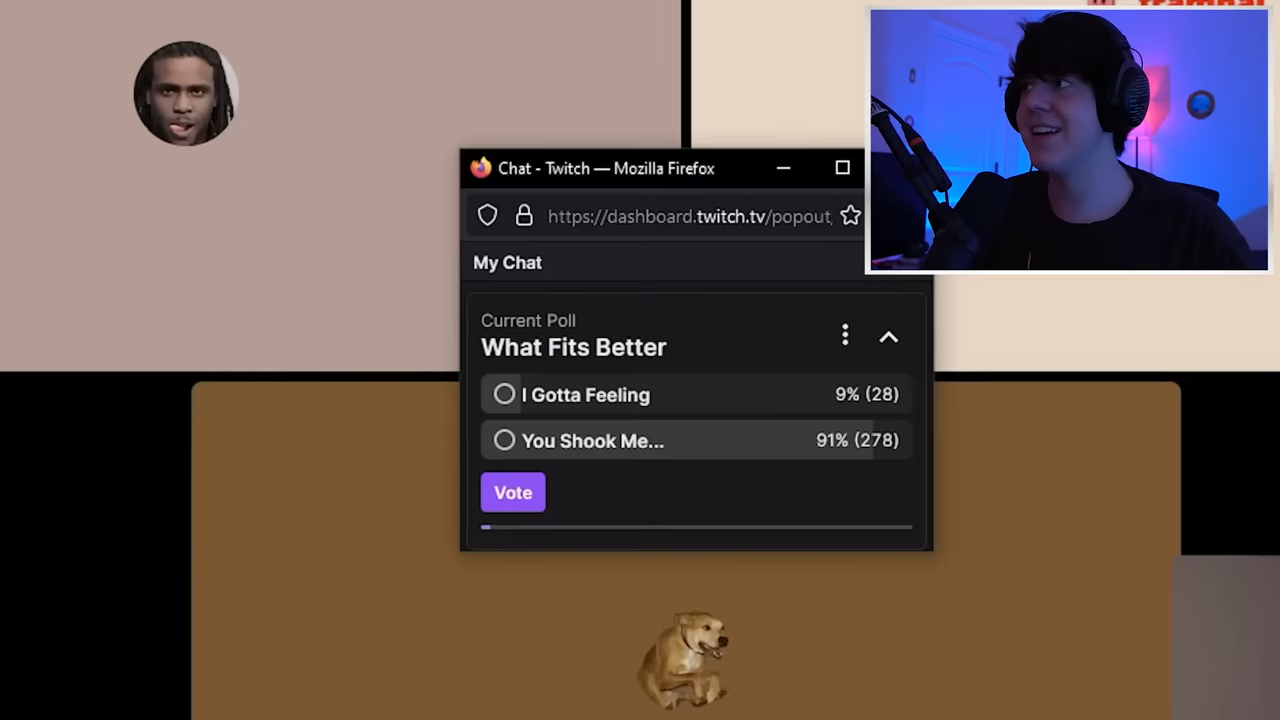 Chat - Twitch — Mozilla Firefox
https://dashboard.twitch.tv/popout
My Chat
Current Poll
What Fits Better
I Gotta Feeling 9% (28)
You Shook Me... 91% (278)
Vote